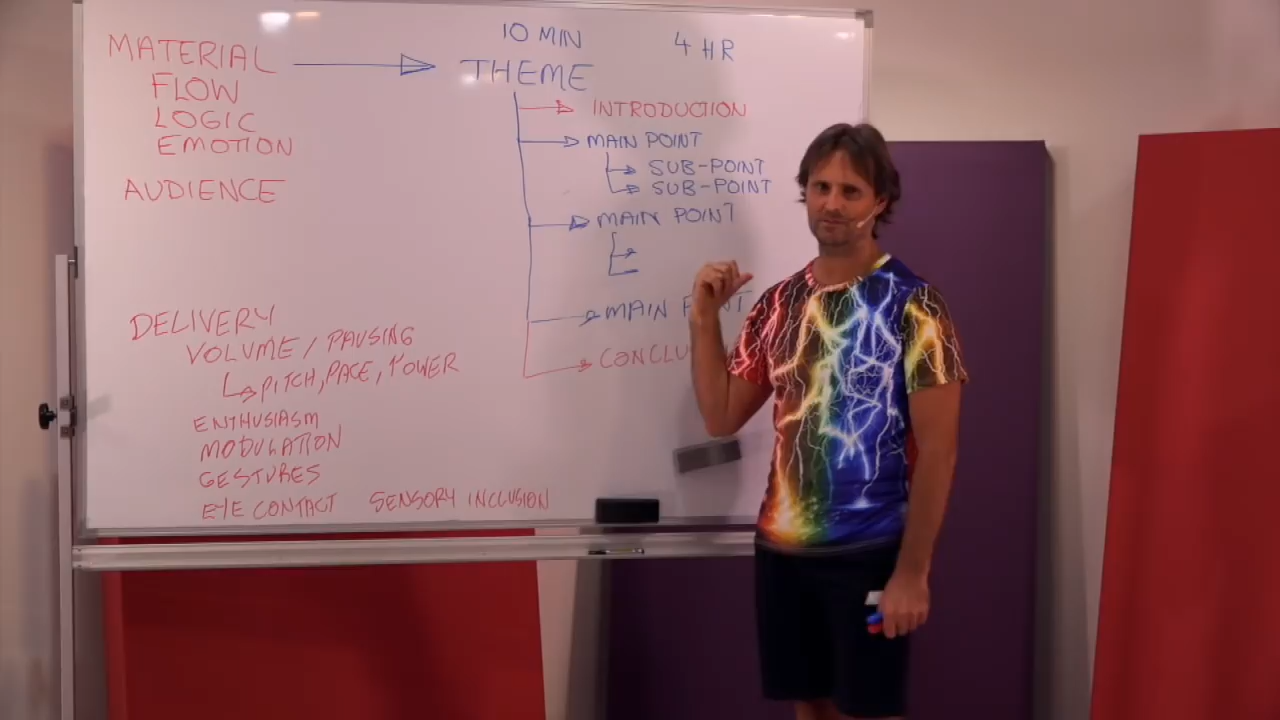 MATERIAL
FLOW
LOGIC
EMOTION
AUDIENCE
DELIVERY
VOLUME / PAUSING
PITCH, PACE, POWER
ENTHUSIASM
MODULATION
GESTURES
EYE CONTACT SENSORY INCLUSION
10 MIN 4 HR
THEME
INTRODUCTION
MAIN POINT
SUB-POINT
SUB-POINT
MAIN POINT
MAIN
CONCLU